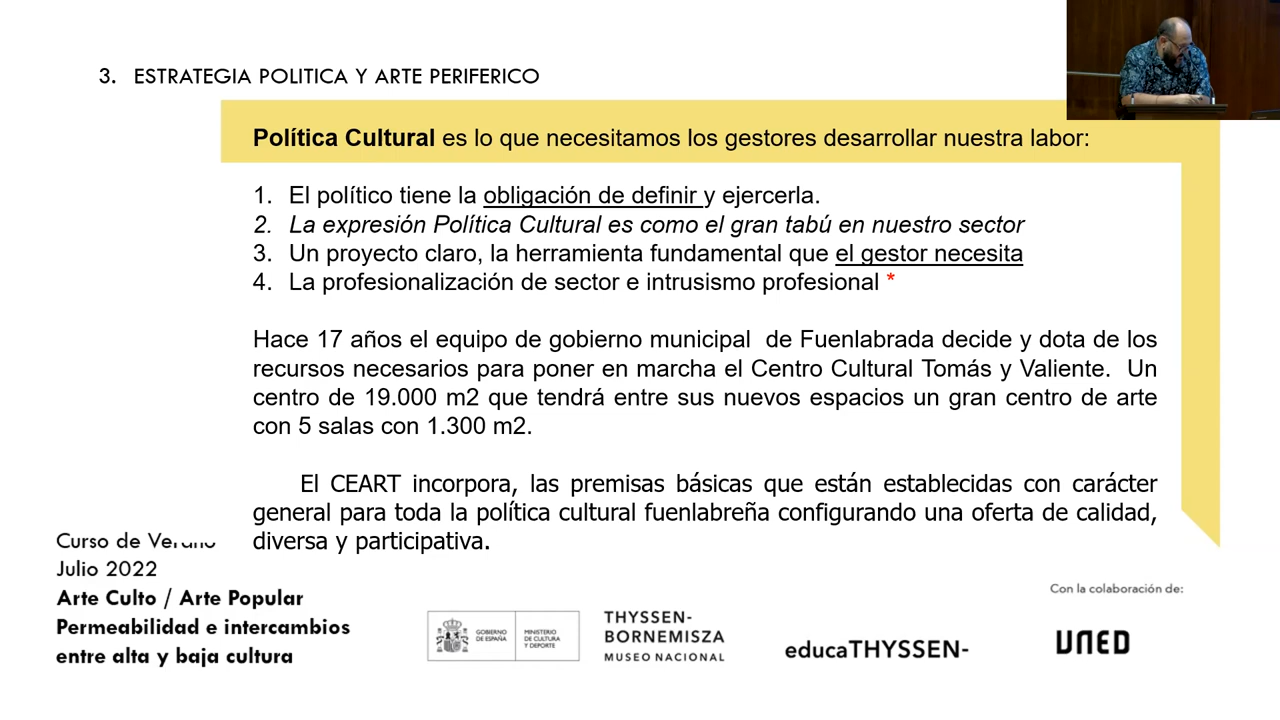 3. ESTRATEGIA POLITICA Y ARTE PERIFERICO
Política Cultural es lo que necesitamos los gestores desarrollar nuestra labor:
1. El político tiene la obligación de definir y ejercerla.
2. La expresión Política Cultural es como el gran tabú en nuestro sector
3. Un proyecto claro, la herramienta fundamental que el gestor necesita
4. La profesionalización de sector e intrusismo profesional *
Hace 17 años el equipo de gobierno municipal de Fuenlabrada decide y dota de los
recursos necesarios para poner en marcha el Centro Cultural Tomás y Valiente. Un
centro de 19.000 m2 que tendrá entre sus nuevos espacios un gran centro de arte
con 5 salas con 1.300 m2.
El CEART incorpora, las premisas básicas que están establecidas con carácter
general para toda la política cultural fuenlabreña configurando una oferta de calidad,
diversa y participativa.
Curso de Verano
Julio 2022
Arte Culto / Arte Popular
Permeabilidad e intercambios
entre alta y baja cultura
GOBIERNO
DE ESPAÑA
MINISTERIO
DE CULTURA
Y DEPORTE
THYSSEN-
BORNEMISZA
MUSEO NACIONAL
educaTHYSSEN-
Con la colaboración de:
UNED